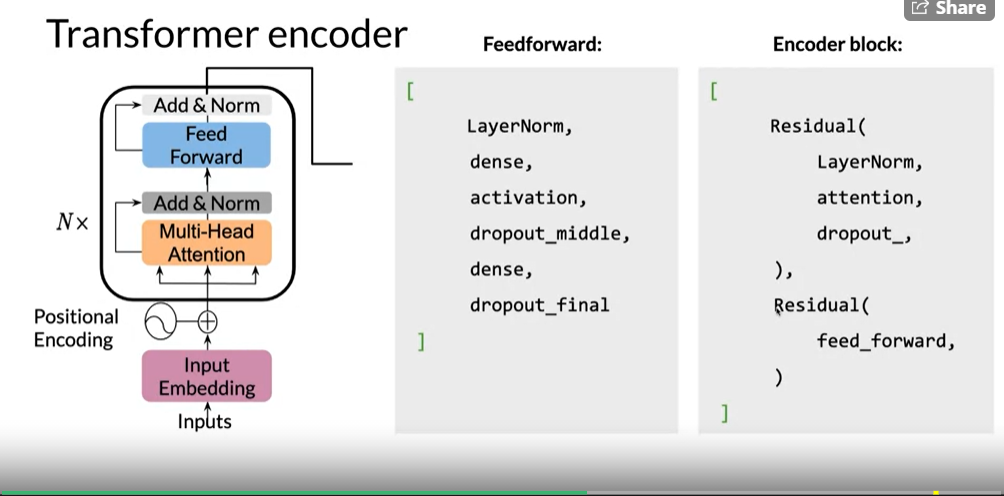 Share
Transformer encoder
Add & Norm
Feed
Forward
Add & Norm
Multi-Head
Attention
N×
Positional
Encoding
Input
Embedding
Inputs
Feedforward:
[
LayerNorm,
dense,
activation,
dropout_middle,
dense,
dropout_final
]
Encoder block:
[
Residual(
LayerNorm,
attention,
dropout_,
),
Residual(
feed_forward,
)
]